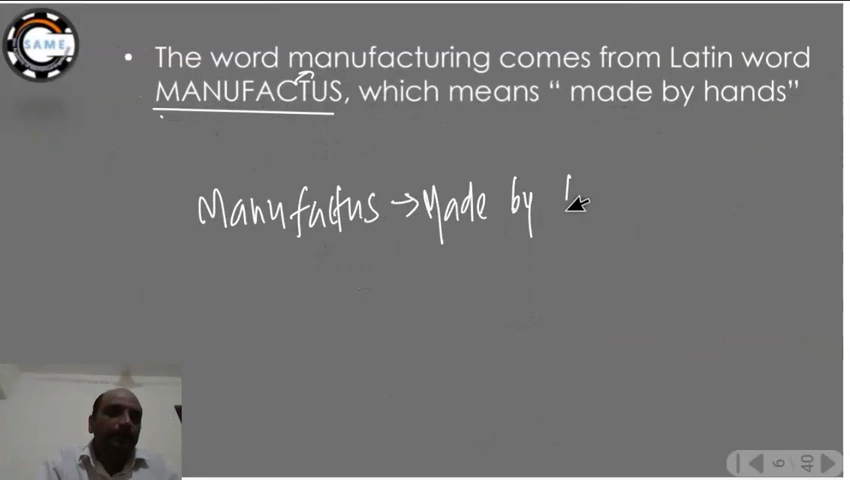 SAME
• The word manufacturing comes from Latin word
MANUFACTUS, which means “ made by hands”
Manufactus → Made by
6 40